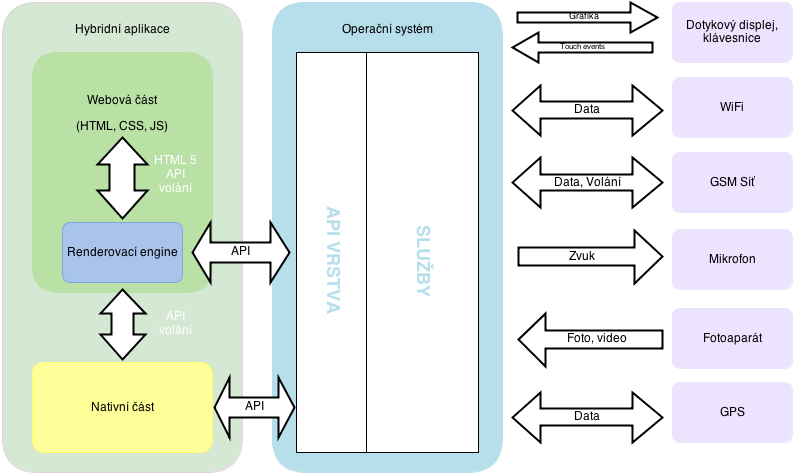 Hybridní aplikace
Webová část
(HTML, CSS, JS)
HTML 5
API
volání
Renderovací engine
API
volání
Nativní část
API
API
Operační systém
API VRSTVA
SLUŽBY
Grafika
Touch events
Data
Data, Volání
Zvuk
Foto, video
Data
Dotykový displej,
klávesnice
WiFi
GSM Síť
Mikrofon
Fotoaparát
GPS